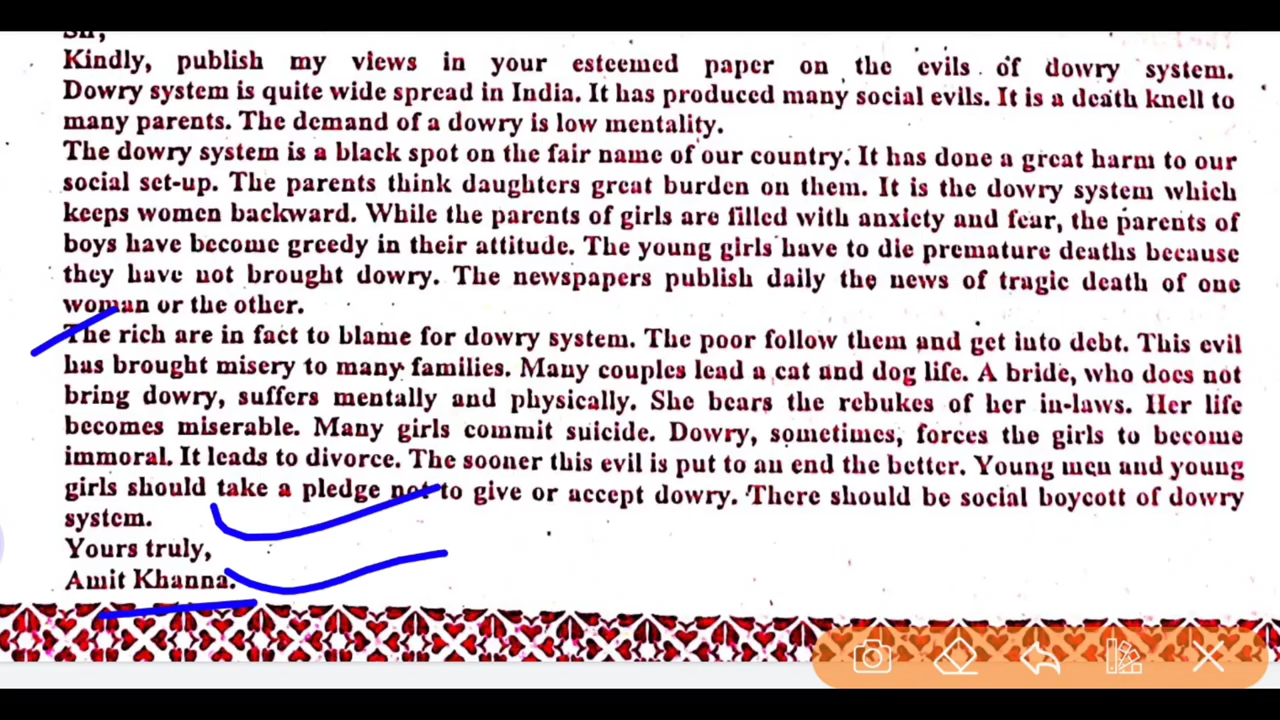 Sir,
Kindly, publish my views in your esteemed paper on the evils of dowry system.
Dowry system is quite wide spread in India. It has produced many social evils. It is a death knell to
many parents. The demand of a dowry is low mentality.
The dowry system is a black spot on the fair name of our country. It has done a great harm to our
social set-up. The parents think daughters great burden on them. It is the dowry system which
keeps women backward. While the parents of girls are filled with anxiety and fear, the parents of
boys have become greedy in their attitude. The young girls have to die premature deaths because
they have not brought dowry. The newspapers publish daily the news of tragic death of one
woman or the other.
The rich are in fact to blame for dowry system. The poor follow them and get into debt. This evil
has brought misery to many families. Many couples lead a cat and dog life. A bride, who does not
bring dowry, suffers mentally and physically. She bears the rebukes of her in-laws. Her life
becomes miserable. Many girls commit suicide. Dowry, sometimes, forces the girls to become
immoral. It leads to divorce. The sooner this evil is put to an end the better. Young men and young
girls should take a pledge not to give or accept dowry. There should be social boycott of dowry
system.
Yours truly,
Amit Khanna.